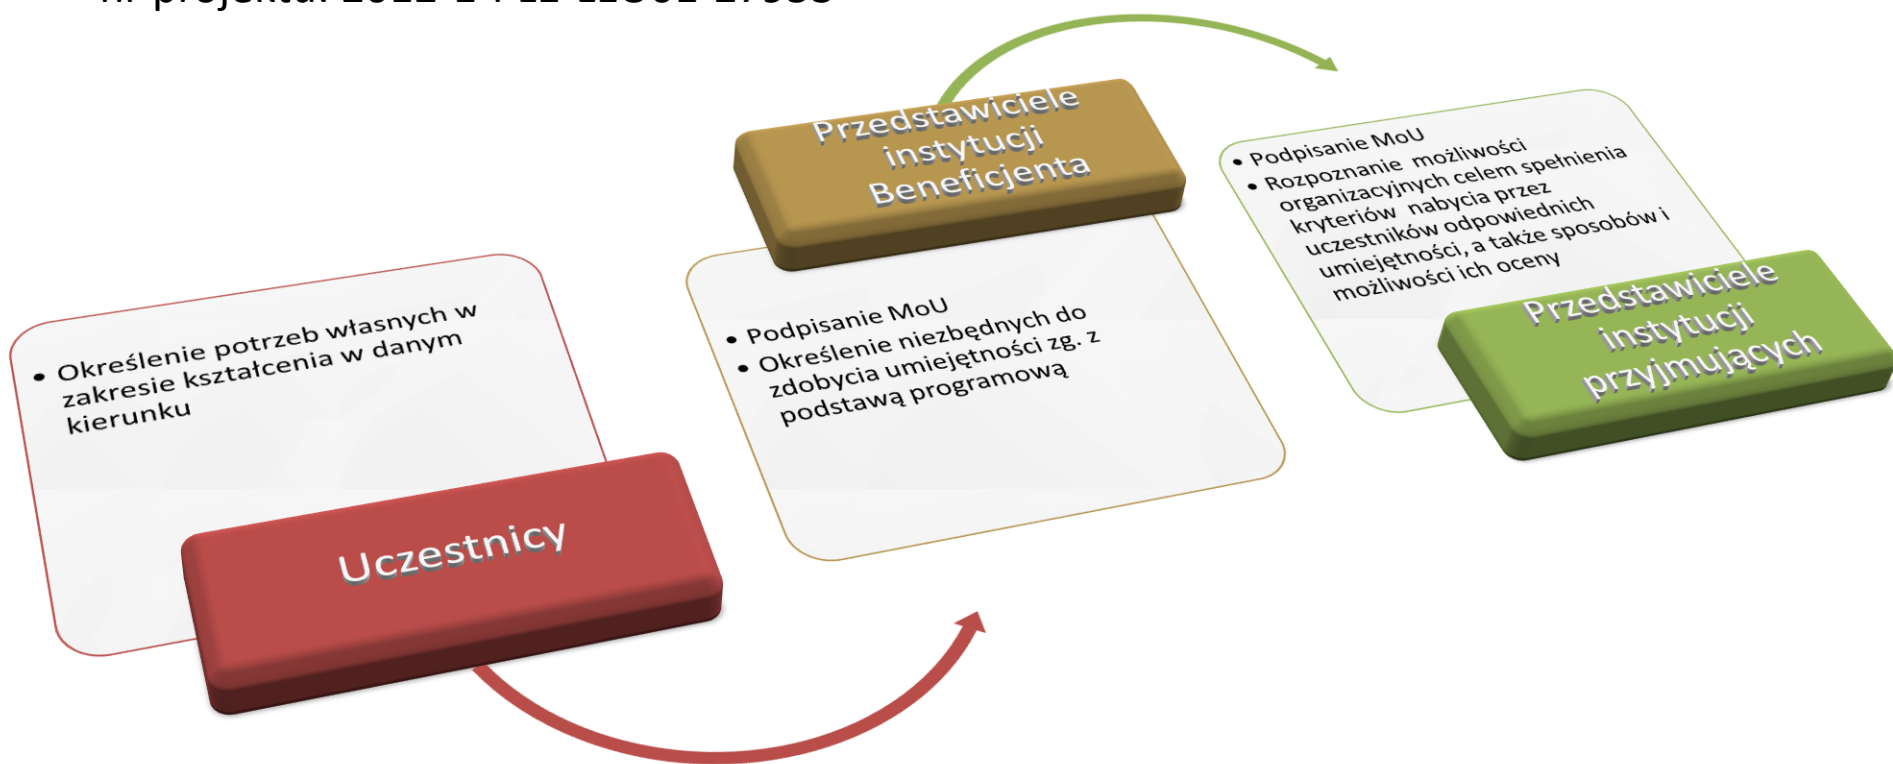 • Określenie potrzeb własnych w
zakresie kształcenia w danym
kierunku
Uczestnicy
Przedstawiciele
instytucji
Beneficjenta
• Podpisanie MoU
• Określenie niezbędnych do
zdobycia umiejętności zg. z
podstawą programową
• Podpisanie MoU
• Rozpoznanie możliwości
organizacyjnych celem spełnienia
kryteriów nabycia przez
uczestników odpowiednich
umiejętności, a także sposobów i
możliwości ich oceny
Przedstawiciele
instytucji
przyjmujących